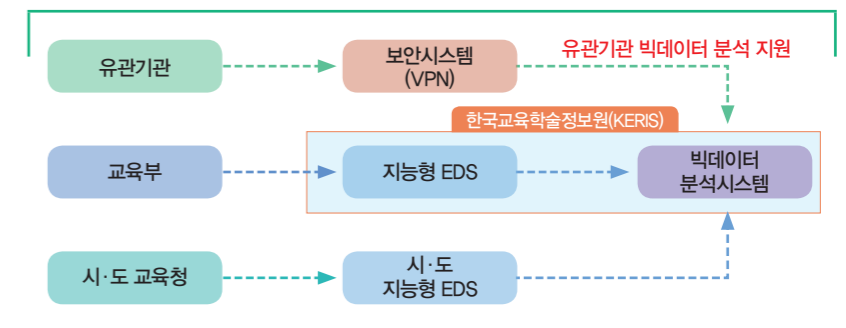 유관기관
보안시스템
(VPN)
유관기관 빅데이터 분석 지원
한국교육학술정보원(KERIS)
교육부
지능형 EDS
빅데이터
분석시스템
시·도 교육청
시·도
지능형 EDS